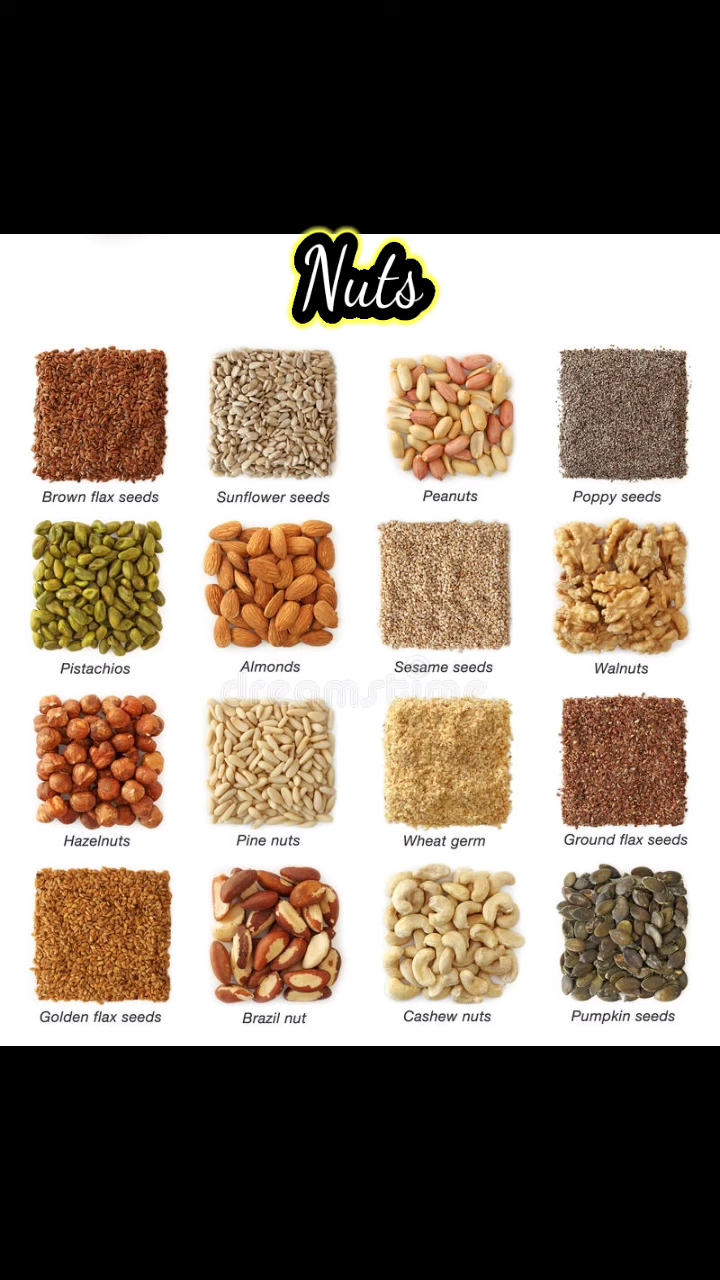 Nuts
Brown flax seeds
Sunflower seeds
Peanuts
Poppy seeds
Pistachios
Almonds
Sesame seeds
Walnuts
dreamstime
Hazelnuts
Pine nuts
Wheat germ
Ground flax seeds
Golden flax seeds
Brazil nut
Cashew nuts
Pumpkin seeds